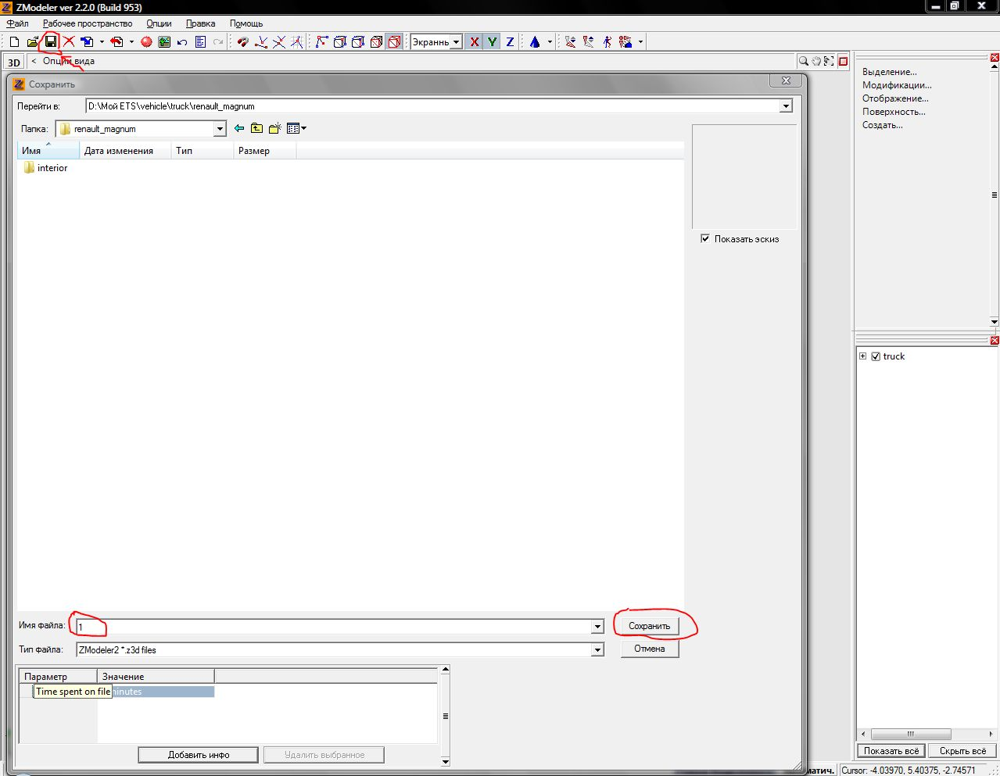 ZModeler ver 2.2.0 (Build 953)
Файл Рабочее пространство Опции Правка Помощь
Экранны X Y Z
3D < Опции вида
Сохранить
Перейти в: D:\Мой ETS\vehicle\truck\renault_magnum
Папка: renault_magnum
Имя Дата изменения Тип Размер
interior
Показать эскиз
Выделение...
Модификации...
Отображение...
Поверхность...
Создать...
truck
Имя файла: 1 Сохранить
Тип файла: ZModeler2 *.z3d files Отмена
Параметр Значение
Time spent on file minutes
Добавить инфо Удалить выбранное
Показать всё Скрыть всё
матич. Cursor: -4.03970, 5.40375, -2.74571